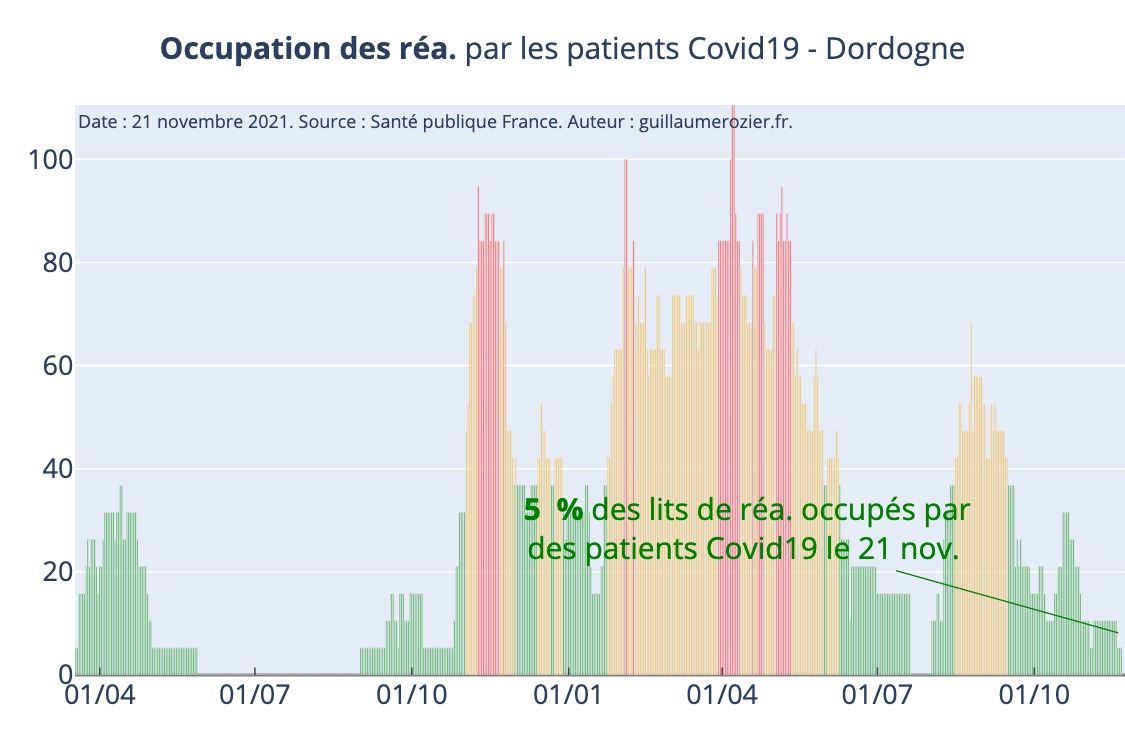 Occupation des réa. par les patients Covid19 - Dordogne
Date : 21 novembre 2021. Source : Santé publique France. Auteur : guillaumerozier.fr.
100
80
60
40
20
0
5 % des lits de réa. occupés par
des patients Covid19 le 21 nov.
01/04 01/07 01/10 01/01 01/04 01/07 01/10